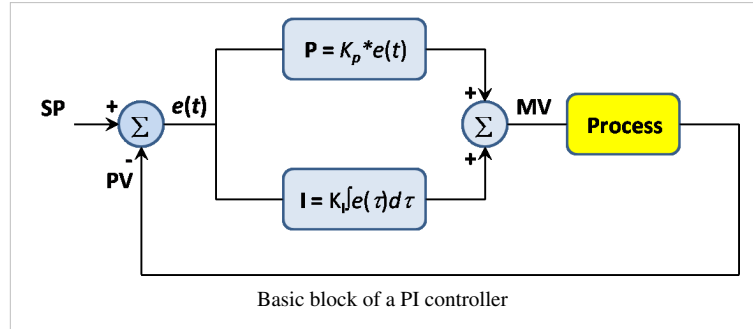 P = Kp*e(t)
SP
+
Σ
e(t)
-
PV
+
Σ
+
MV
Process
I = KI∫e(τ)dτ
Basic block of a PI controller